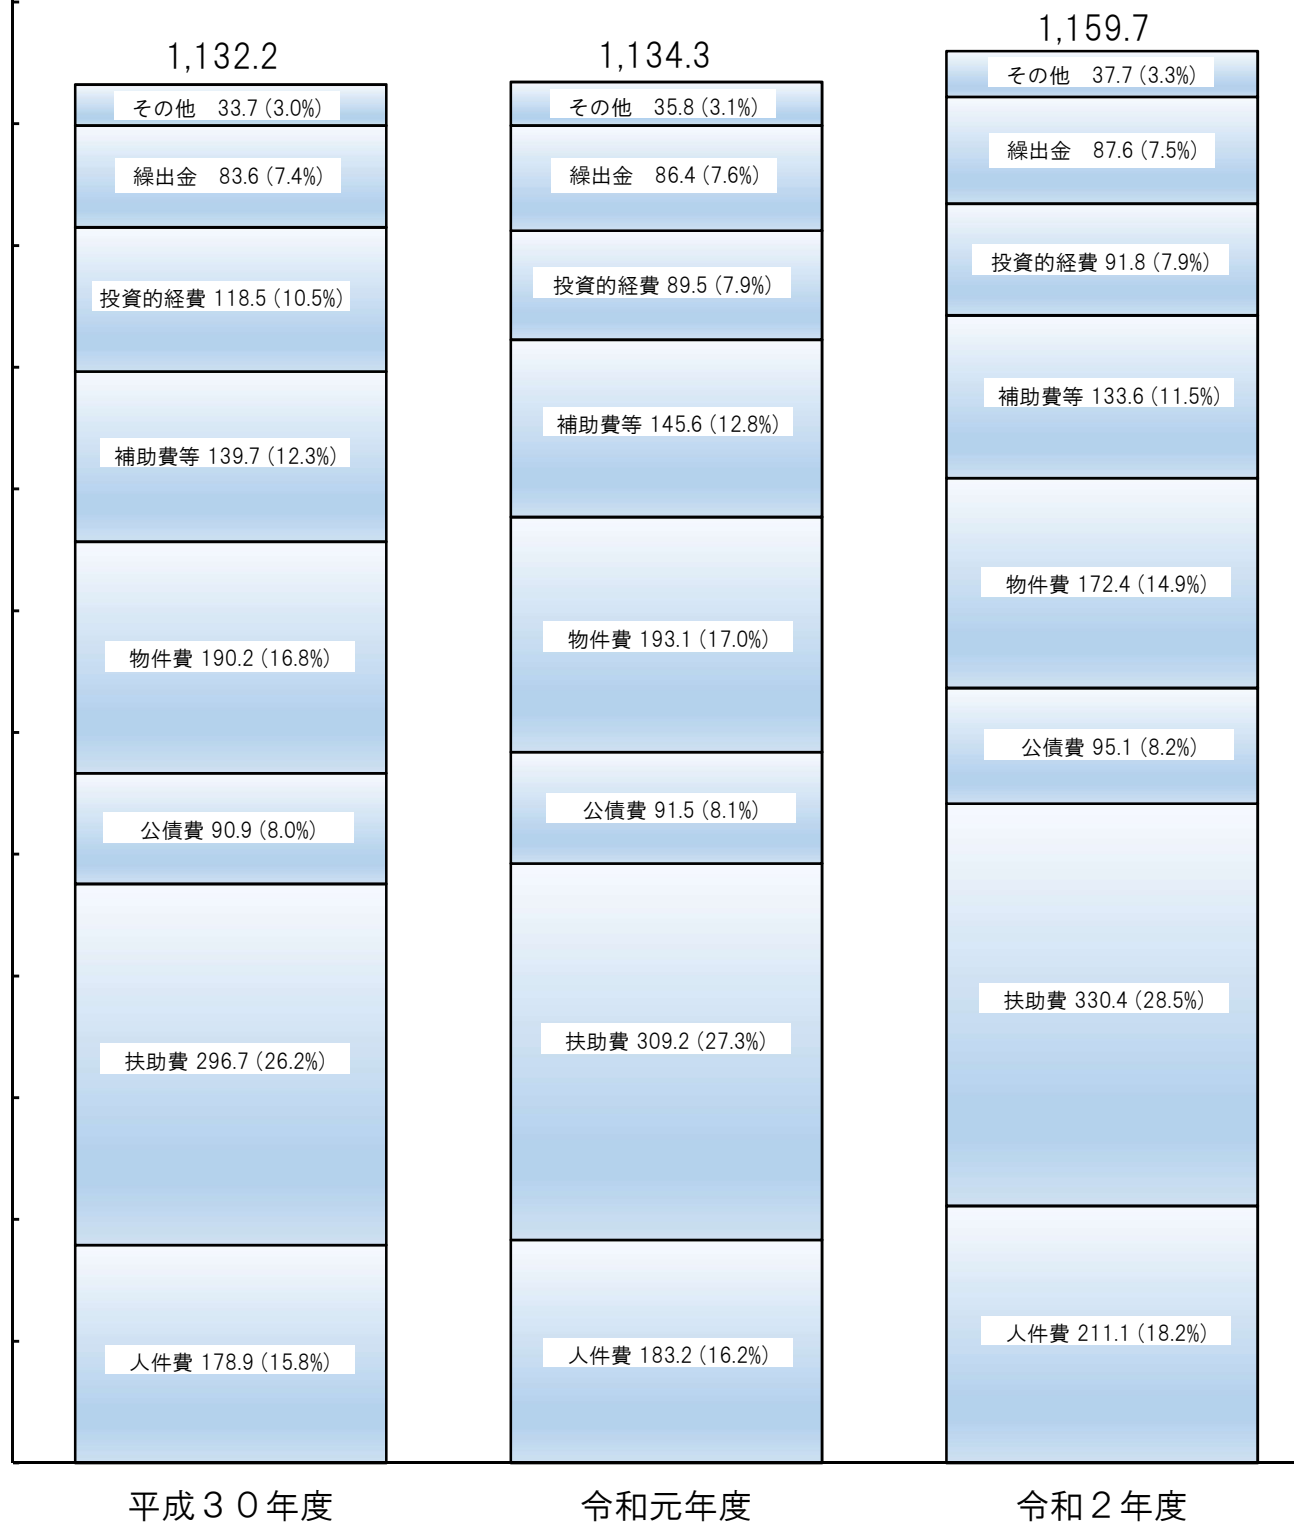 1,132.2
その他　33.7 (3.0%)
繰出金　83.6 (7.4%)
投資的経費 118.5 (10.5%)
補助費等 139.7 (12.3%)
物件費 190.2 (16.8%)
公債費 90.9 (8.0%)
扶助費 296.7 (26.2%)
人件費 178.9 (15.8%)
平成３０年度
1,134.3
その他　35.8 (3.1%)
繰出金　86.4 (7.6%)
投資的経費 89.5 (7.9%)
補助費等 145.6 (12.8%)
物件費 193.1 (17.0%)
公債費 91.5 (8.1%)
扶助費 309.2 (27.3%)
人件費 183.2 (16.2%)
令和元年度
1,159.7
その他　37.7 (3.3%)
繰出金　87.6 (7.5%)
投資的経費 91.8 (7.9%)
補助費等 133.6 (11.5%)
物件費 172.4 (14.9%)
公債費 95.1 (8.2%)
扶助費 330.4 (28.5%)
人件費 211.1 (18.2%)
令和２年度